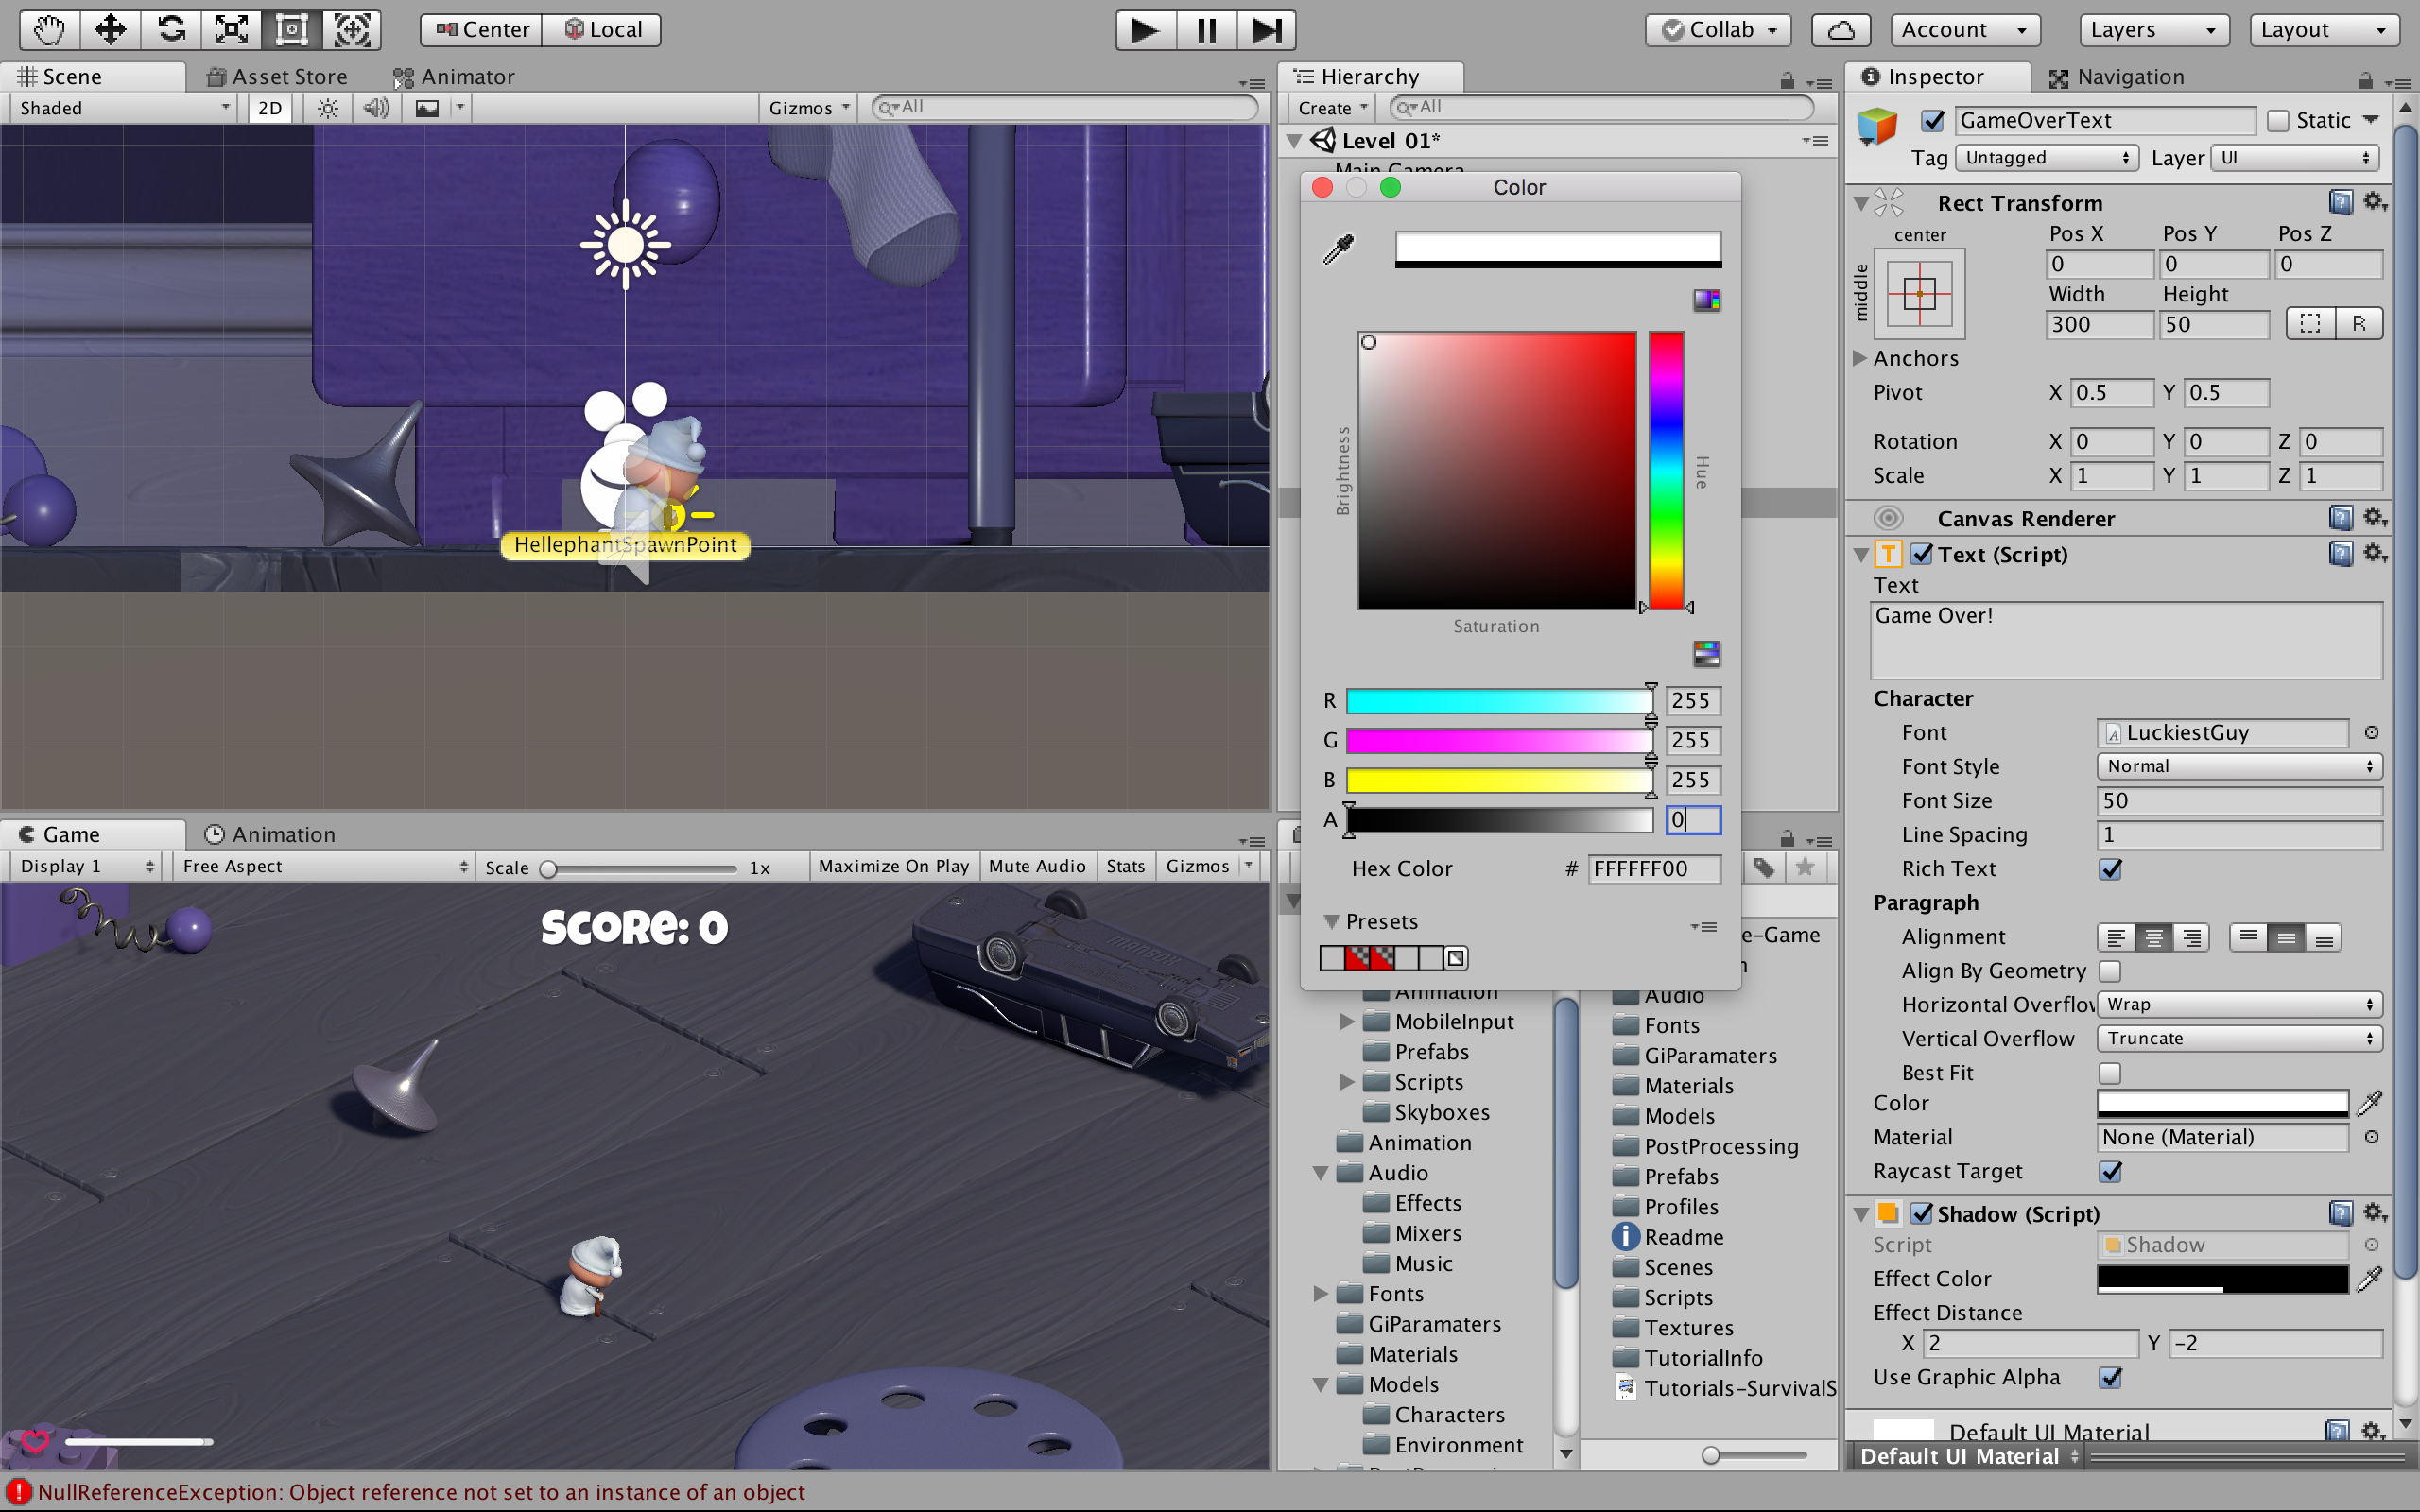 Center Local Collab Account Layers Layout
Scene Asset Store Animator
Shaded 2D Gizmos All
HellephantSpawnPoint
Game Animation
Display 1 Free Aspect Scale 1x Maximize On Play Mute Audio Stats Gizmos
SCORE: 0
Hierarchy
Create All
Level 01*
Main Camera
Color
Brightness
Hue
Saturation
R 255
G 255
B 255
A 0
Hex Color # FFFFFF00
Presets
e-Game
Animation
MobileInput
Prefabs
Scripts
Skyboxes
Animation
Audio
Effects
Mixers
Music
Fonts
GiParamaters
Materials
Models
Characters
Environment
Audio
Fonts
GiParamaters
Materials
Models
PostProcessing
Prefabs
Profiles
Readme
Scenes
Scripts
Textures
TutorialInfo
Tutorials-SurvivalS
Inspector Navigation
GameOverText Static
Tag Untagged Layer UI
Rect Transform
center
middle
Pos X Pos Y Pos Z
0 0 0
Width Height
300 50 R
Anchors
Pivot X 0.5 Y 0.5
Rotation X 0 Y 0 Z 0
Scale X 1 Y 1 Z 1
Canvas Renderer
T Text (Script)
Text
Game Over!
Character
Font LuckiestGuy
Font Style Normal
Font Size 50
Line Spacing 1
Rich Text
Paragraph
Alignment
Align By Geometry
Horizontal Overflov Wrap
Vertical Overflow Truncate
Best Fit
Color
Material None (Material)
Raycast Target
Shadow (Script)
Script Shadow
Effect Color
Effect Distance
X 2 Y -2
Use Graphic Alpha
Default UI Material
Default UI Material
NullReferenceException: Object reference not set to an instance of an object